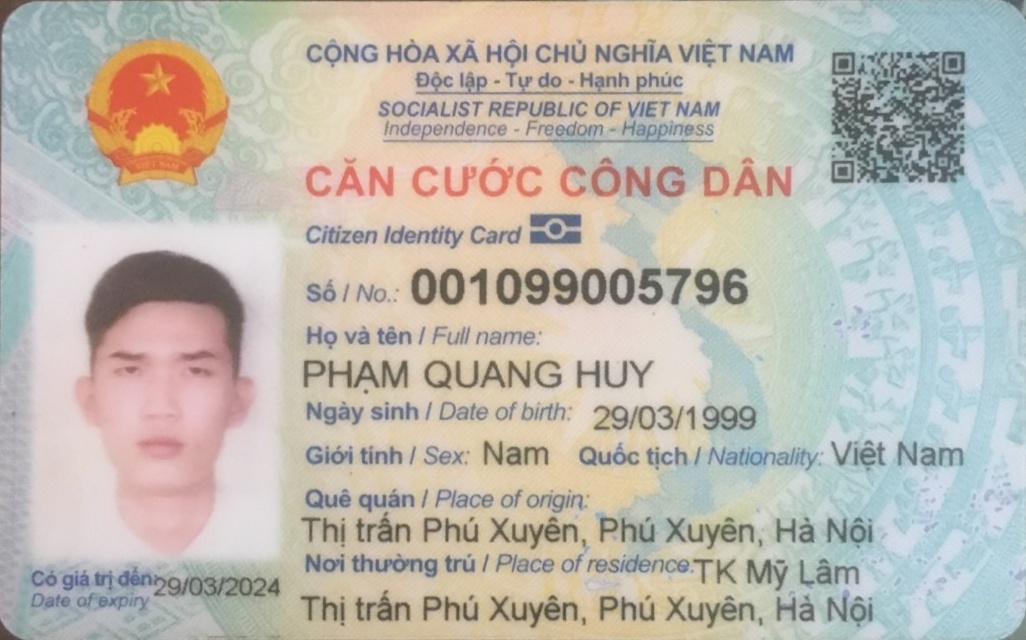 CỘNG HÒA XÃ HỘI CHỦ NGHĨA VIỆT NAM
Độc lập - Tự do - Hạnh phúc
SOCIALIST REPUBLIC OF VIET NAM
Independence - Freedom - Happiness
CĂN CƯỚC CÔNG DÂN
Citizen Identity Card
Số / No.: 001099005796
Họ và tên / Full name:
PHẠM QUANG HUY
Ngày sinh / Date of birth: 29/03/1999
Giới tính / Sex: Nam Quốc tịch / Nationality: Việt Nam
Quê quán / Place of origin:
Thị trấn Phú Xuyên, Phú Xuyên, Hà Nội
Nơi thường trú / Place of residence: TK Mỹ Lâm
Thị trấn Phú Xuyên, Phú Xuyên, Hà Nội
Có giá trị đến: 29/03/2024
Date of expiry